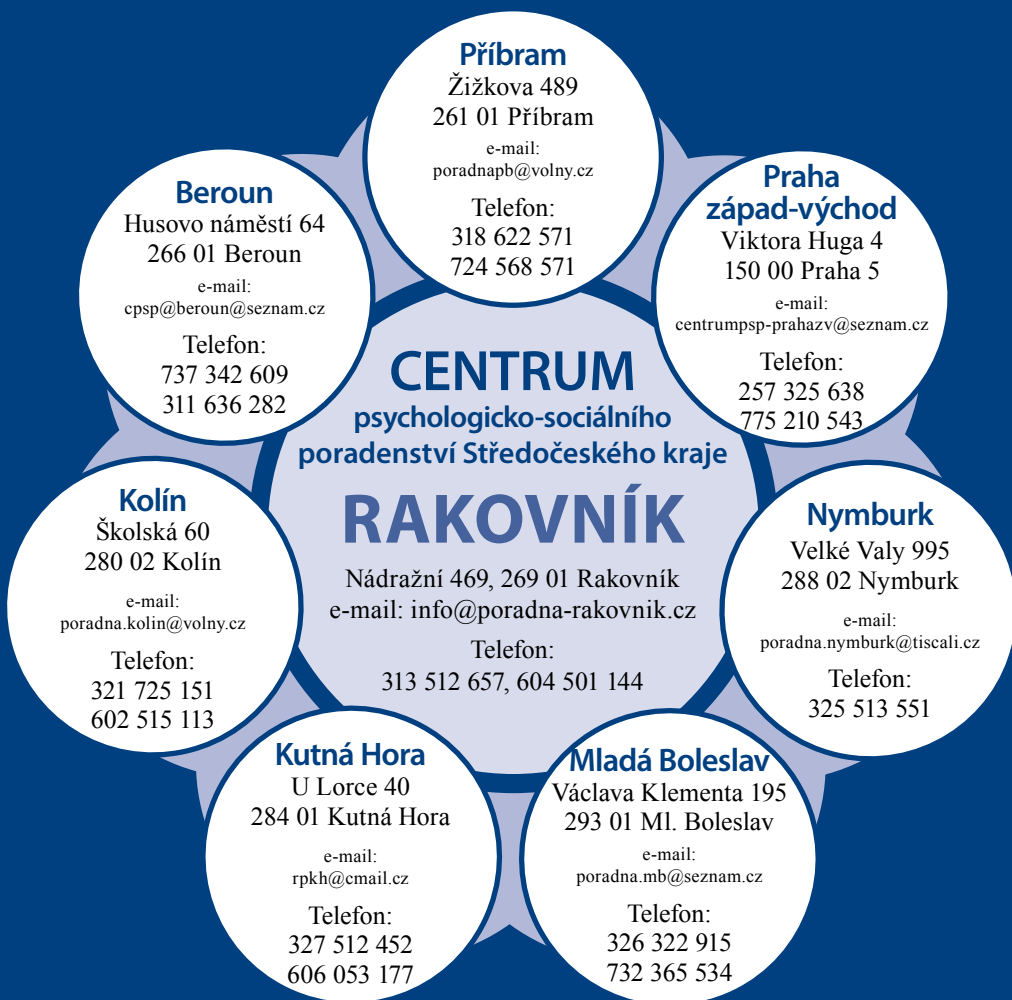 Příbram
Žižkova 489
261 01 Příbram
e-mail:
poradnapb@volny.cz
Telefon:
318 622 571
724 568 571
Beroun
Husovo náměstí 64
266 01 Beroun
e-mail:
cpsp@beroun@seznam.cz
Telefon:
737 342 609
311 636 282
Praha
západ-východ
Viktora Huga 4
150 00 Praha 5
e-mail:
centrumpsp-prahazv@seznam.cz
Telefon:
257 325 638
775 210 543
CENTRUM
psychologicko-sociálního
poradenství Středočeského kraje
RAKOVNÍK
Nádražní 469, 269 01 Rakovník
e-mail: info@poradna-rakovnik.cz
Telefon:
313 512 657, 604 501 144
Kolín
Školská 60
280 02 Kolín
e-mail:
poradna.kolin@volny.cz
Telefon:
321 725 151
602 515 113
Nymburk
Velké Valy 995
288 02 Nymburk
e-mail:
poradna.nymburk@tiscali.cz
Telefon:
325 513 551
Kutná Hora
U Lorce 40
284 01 Kutná Hora
e-mail:
rpkh@cmail.cz
Telefon:
327 512 452
606 053 177
Mladá Boleslav
Václava Klementa 195
293 01 Ml. Boleslav
e-mail:
poradna.mb@seznam.cz
Telefon:
326 322 915
732 365 534